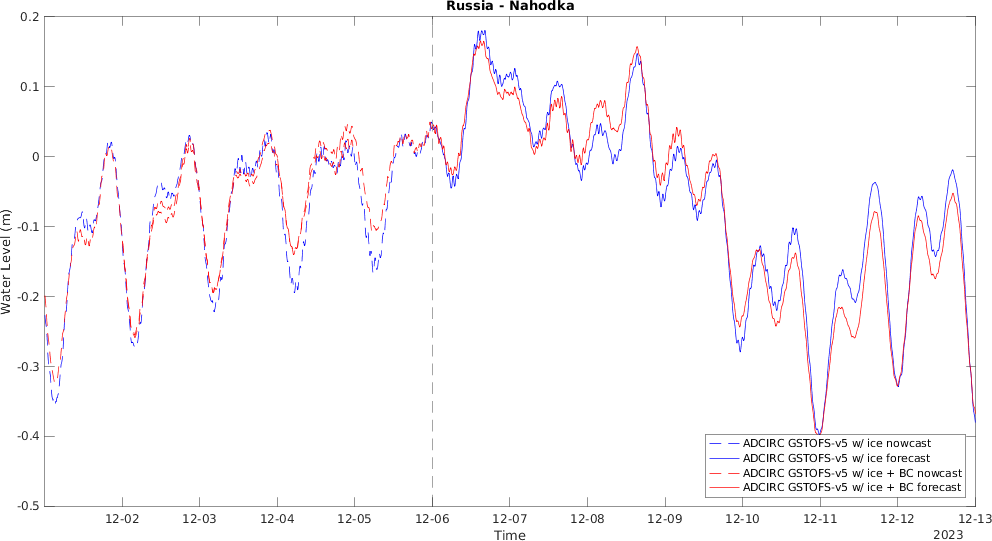 Russia - Nahodka
Water Level (m)
0.2
0.1
0
-0.1
-0.2
-0.3
-0.4
-0.5
ADCIRC GSTOFS-v5 w/ ice nowcast
ADCIRC GSTOFS-v5 w/ ice forecast
ADCIRC GSTOFS-v5 w/ ice + BC nowcast
ADCIRC GSTOFS-v5 w/ ice + BC forecast
12-02 12-03 12-04 12-05 12-06 12-07 12-08 12-09 12-10 12-11 12-12 12-13
Time
2023